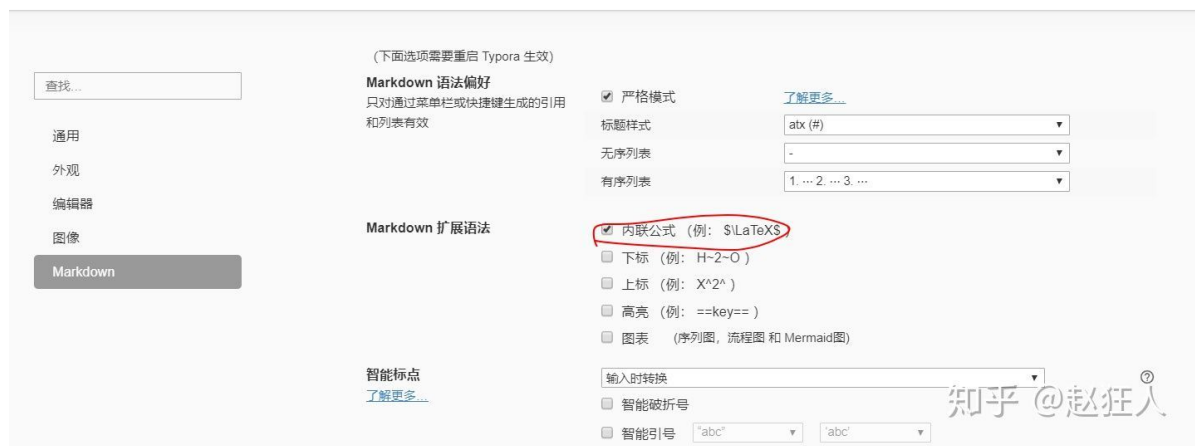 (下面选项需要重启 Typora 生效)
查找...
通用
外观
编辑器
图像
Markdown
Markdown 语法偏好
只对通过菜单栏或快捷键生成的引用
和列表有效
严格模式 了解更多...
标题样式 atx (#)
无序列表 -
有序列表 1. ··· 2. ··· 3. ···
Markdown 扩展语法
内联公式 (例: $\LaTeX$ )
下标 (例: H~2~O )
上标 (例: X^2^ )
高亮 (例: ==key== )
图表 (序列图，流程图 和 Mermaid图)
智能标点
了解更多...
输入时转换
智能破折号
智能引号 “abc” ‘abc’
知乎 @赵狂人